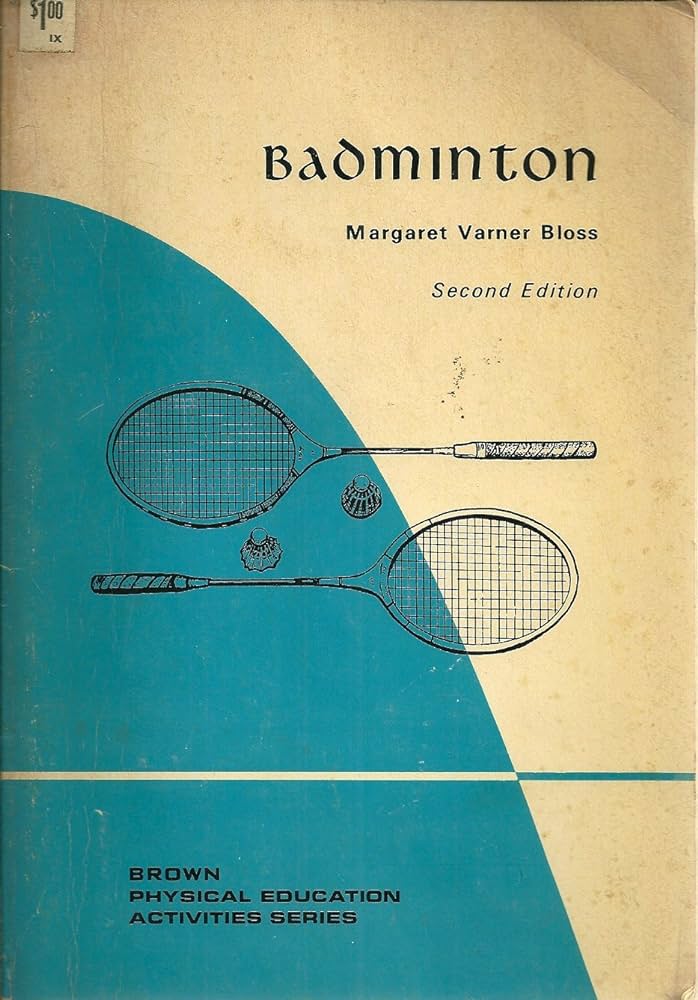 $1.00
IX
BADMINTON
Margaret Varner Bloss
Second Edition
BROWN
PHYSICAL EDUCATION
ACTIVITIES SERIES